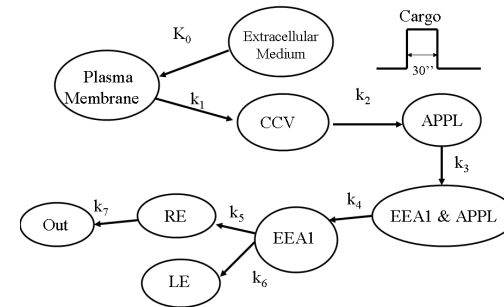 Cargo
30’’
K0
Extracellular
Medium
Plasma
Membrane
k1
CCV
k2
APPL
k3
EEA1 & APPL
k4
EEA1
k5
RE
k7
Out
k6
LE